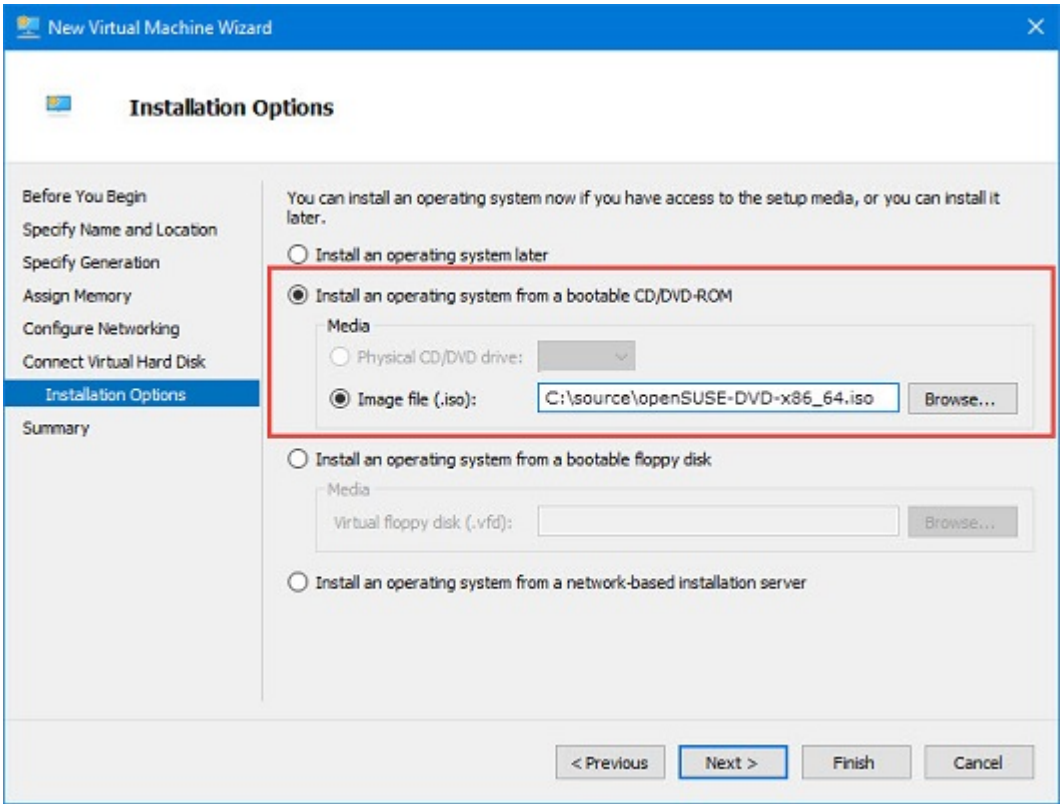 New Virtual Machine Wizard
Installation Options
Before You Begin
Specify Name and Location
Specify Generation
Assign Memory
Configure Networking
Connect Virtual Hard Disk
Installation Options
Summary
You can install an operating system now if you have access to the setup media, or you can install it
later.
Install an operating system later
Install an operating system from a bootable CD/DVD-ROM
Media
Physical CD/DVD drive:
Image file (.iso): C:\source\openSUSE-DVD-x86_64.iso Browse...
Install an operating system from a bootable floppy disk
Media
Virtual floppy disk (.vfd): Browse...
Install an operating system from a network-based installation server
< Previous Next > Finish Cancel